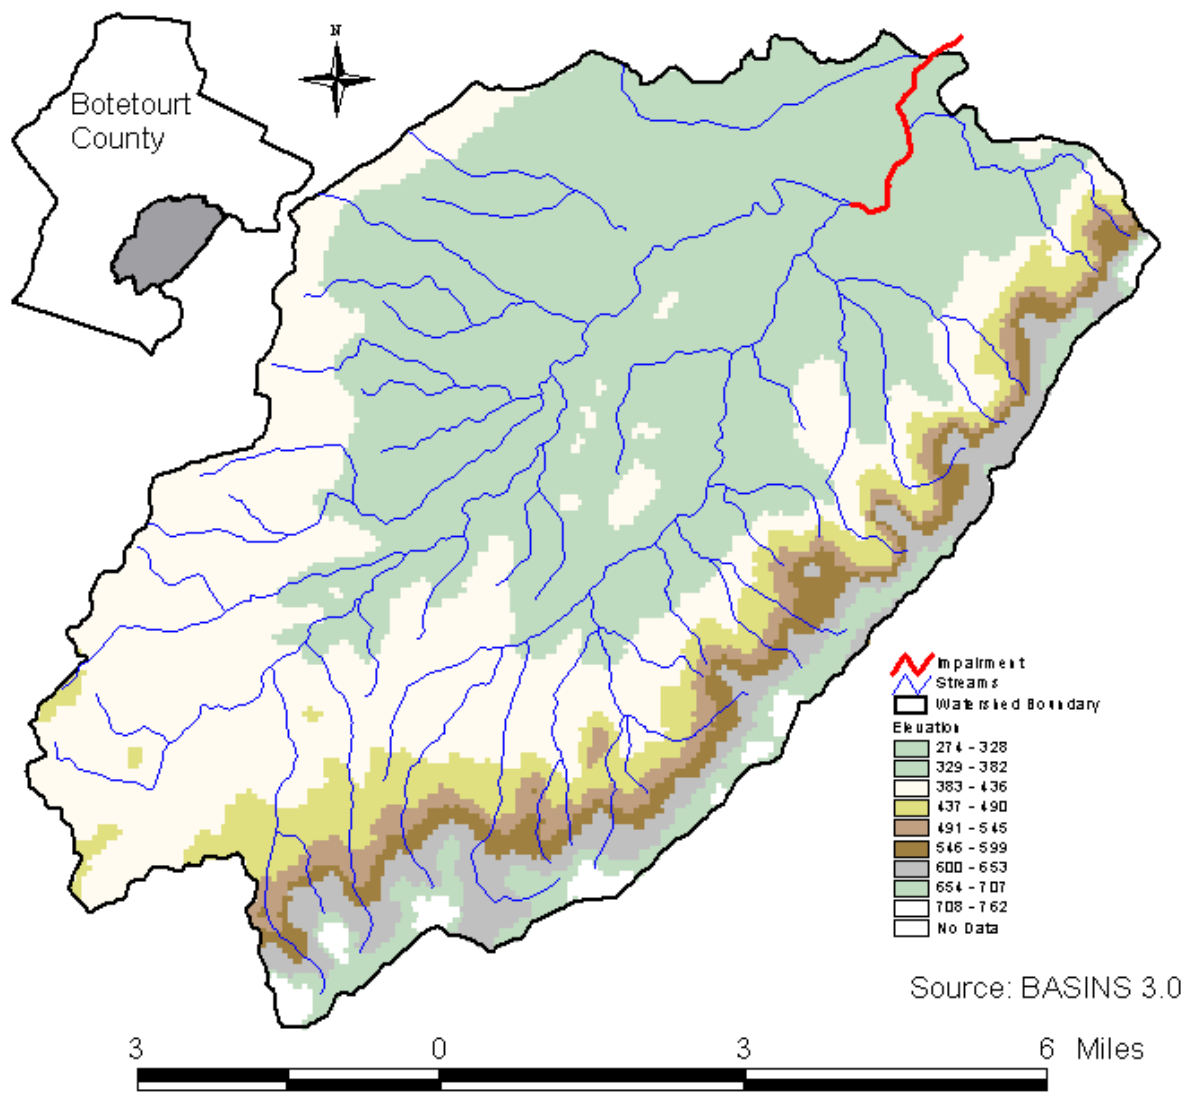 N
Botetourt
County
Impairment
Streams
Watershed Boundary
Elevation
274 - 328
329 - 382
383 - 436
437 - 490
491 - 545
546 - 599
600 - 653
654 - 707
708 - 762
No Data
Source: BASINS 3.0
3 0 3 6 Miles